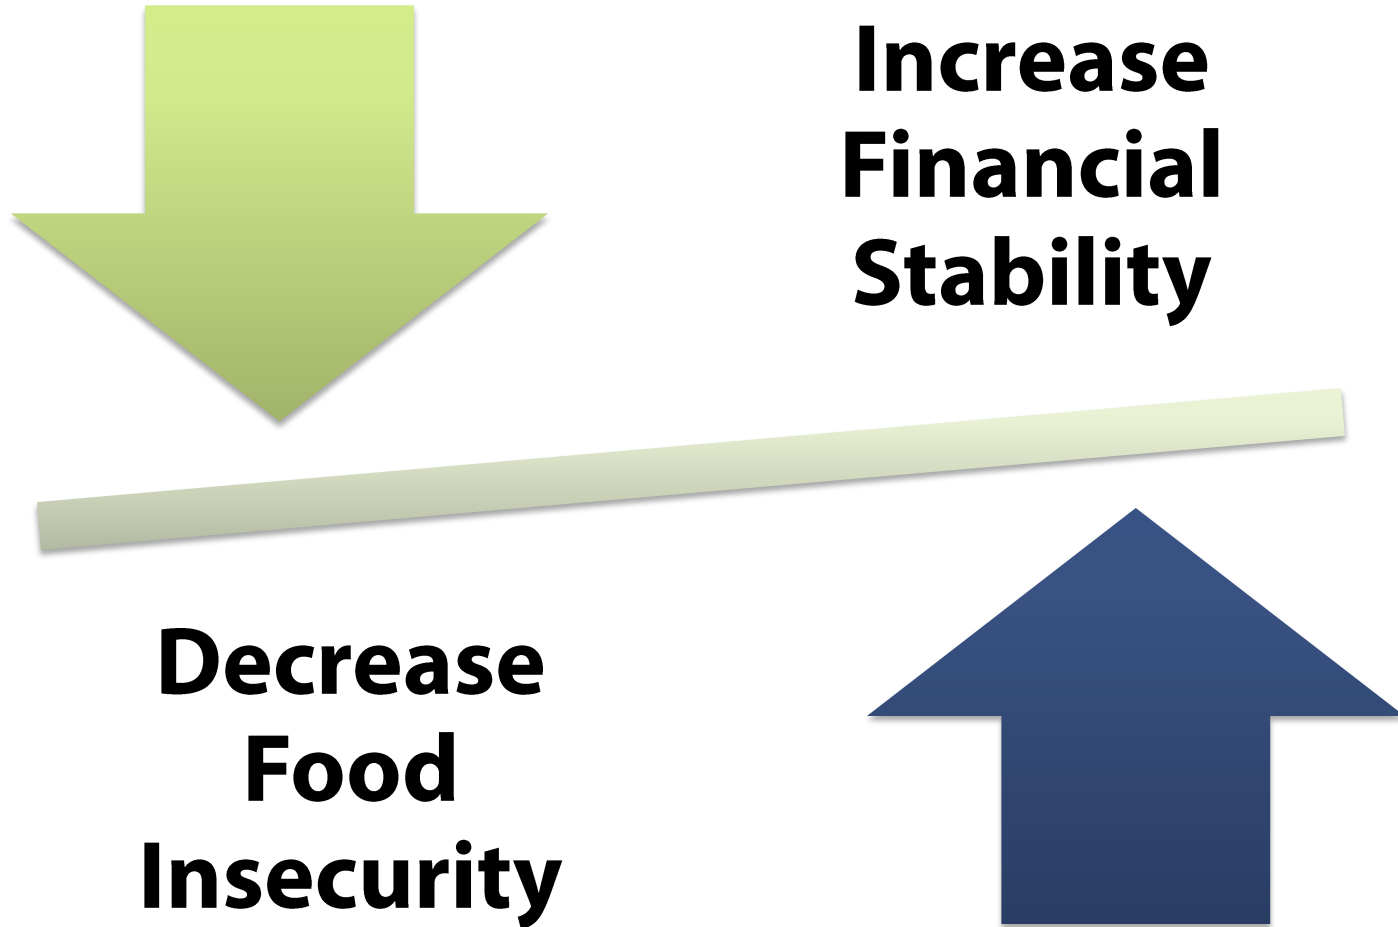 Increase
Financial
Stability
Decrease
Food
Insecurity